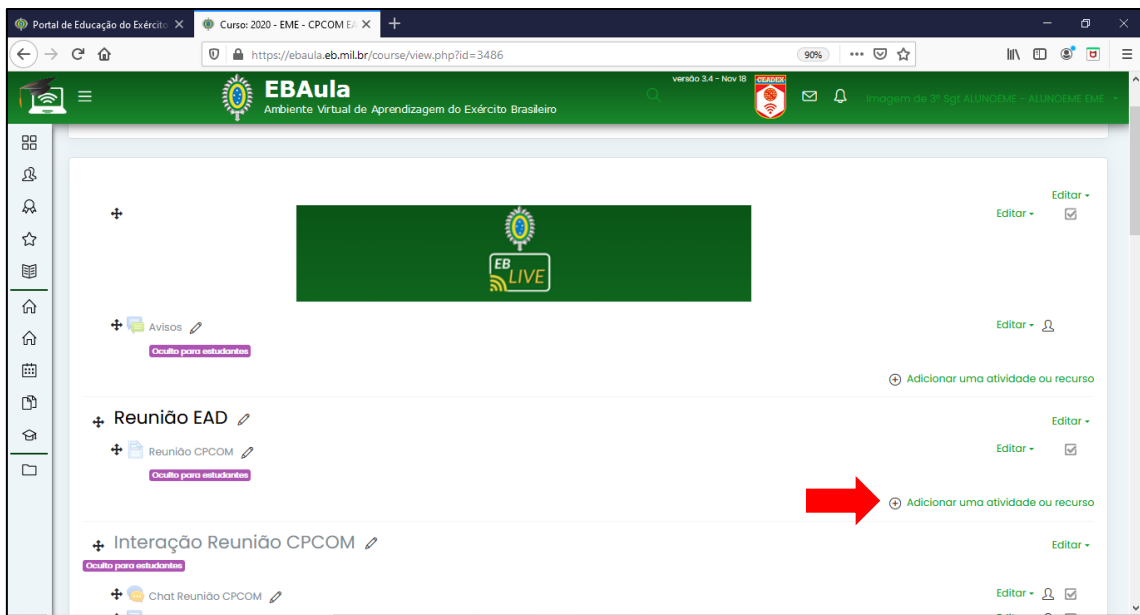 Portal de Educação do Exército
Curso: 2020 - EME - CPCOM EA
https://ebaula.eb.mil.br/course/view.php?id=3486
90%
EBAula
Ambiente Virtual de Aprendizagem do Exército Brasileiro
versão 3.4 - Nov 18
CEADEX
Imagem de 3º Sgt ALUNOEME - ALUNOEME EME
Editar
Editar
EB
LIVE
Avisos
Editar
Oculto para estudantes
Adicionar uma atividade ou recurso
Reunião EAD
Editar
Reunião CPCOM
Editar
Oculto para estudantes
Adicionar uma atividade ou recurso
Interação Reunião CPCOM
Editar
Oculto para estudantes
Chat Reunião CPCOM
Editar